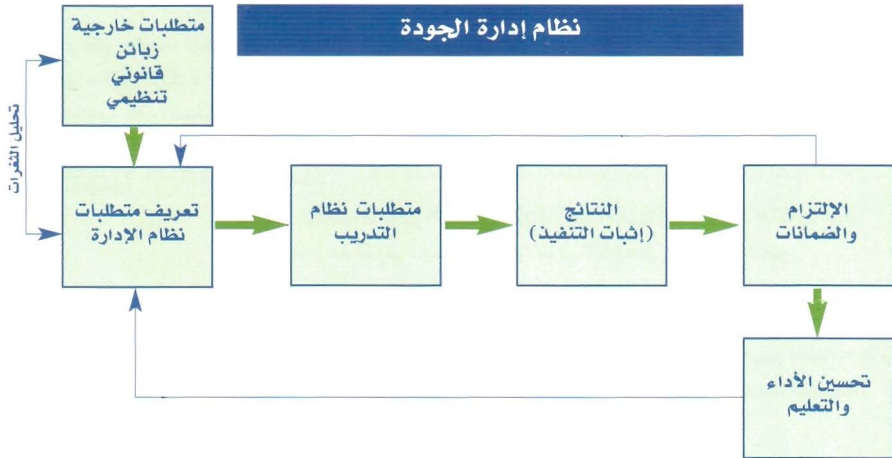 نظام إدارة الجودة
متطلبات خارجية
زبائن
قانوني
تنظيمي
تحليل الثغرات
تعريف متطلبات
نظام الإدارة
متطلبات نظام
التدريب
النتائج
(إثبات التنفيذ)
الإلتزام
والضمانات
تحسين الأداء
والتعليم